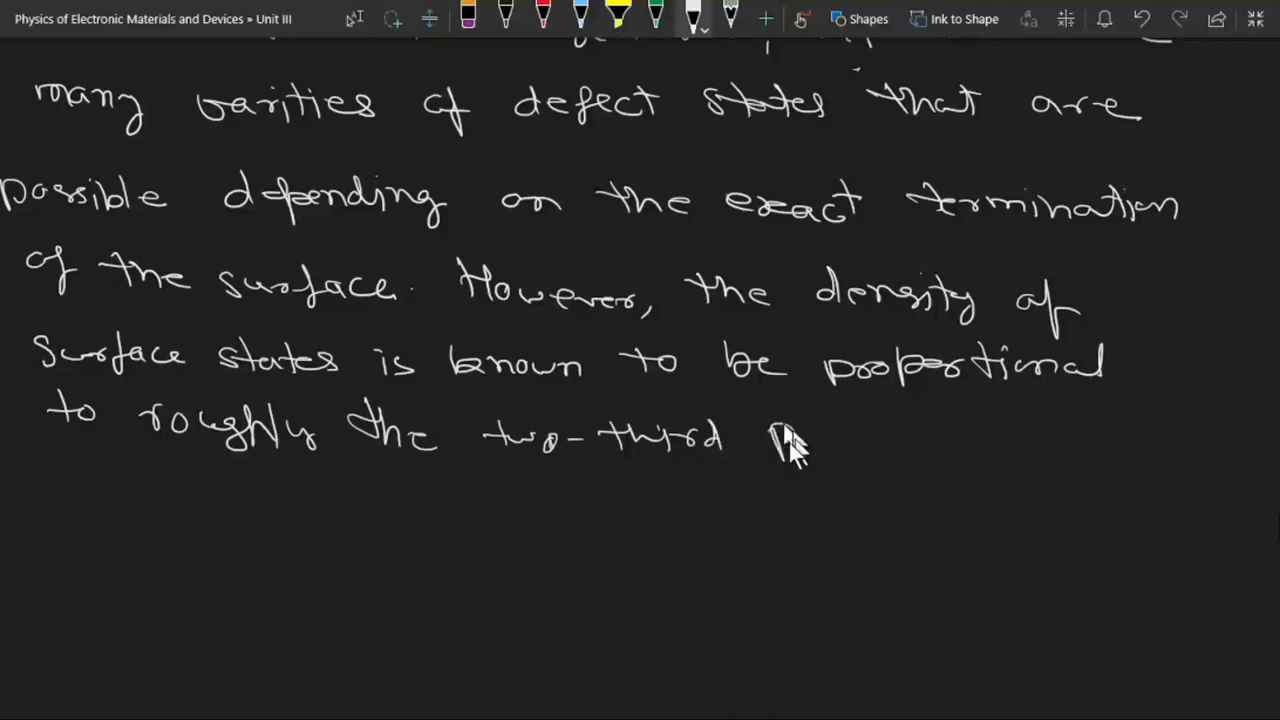 Physics of Electronic Materials and Devices » Unit III
Shapes
Ink to Shape
many varities of defect states that are
possible depending on the exact termination
of the surface. However, the density of
surface states is known to be proportional
to roughly the two-third